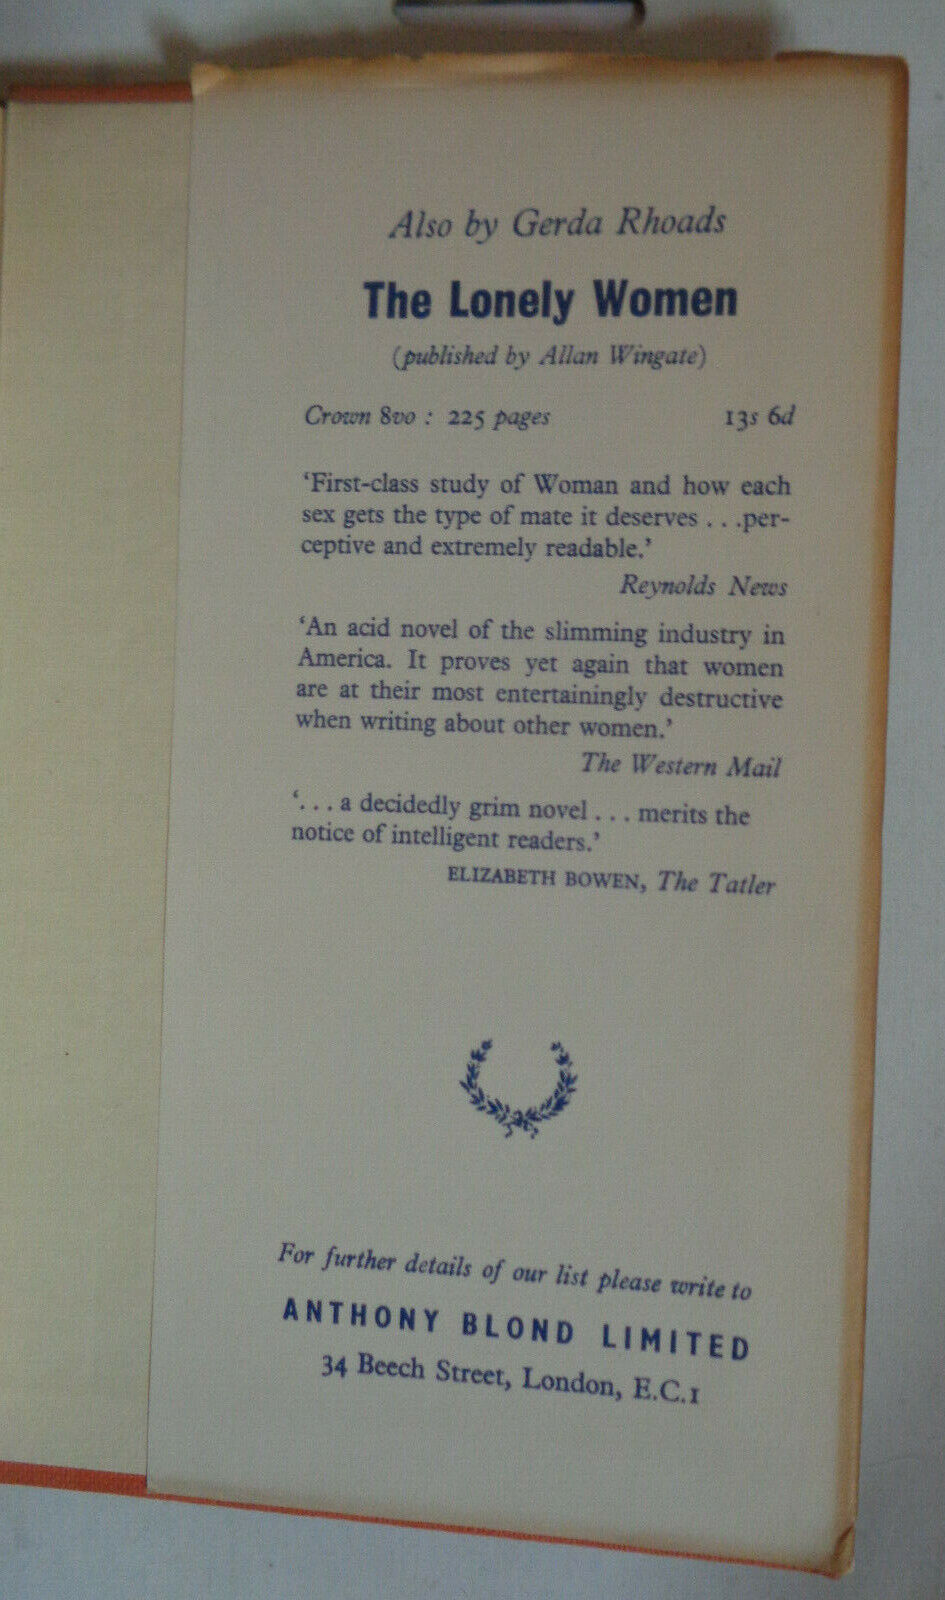 Also by Gerda Rhoads
The Lonely Women
(published by Allan Wingate)
Crown 8vo : 225 pages 13s 6d
‘First-class study of Woman and how each
sex gets the type of mate it deserves . . .per-
ceptive and extremely readable.’
Reynolds News
‘An acid novel of the slimming industry in
America. It proves yet again that women
are at their most entertainingly destructive
when writing about other women.’
The Western Mail
‘. . . a decidedly grim novel . . . merits the
notice of intelligent readers.’
ELIZABETH BOWEN, The Tatler
For further details of our list please write to
ANTHONY BLOND LIMITED
34 Beech Street, London, E.C.1